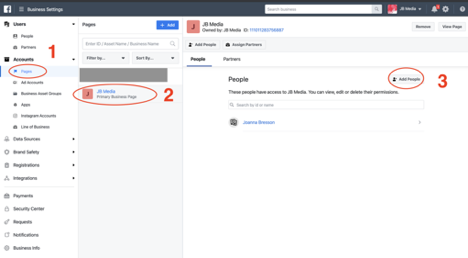 Business Settings
Search business
JB Media
Users
People
Partners
1
Accounts
Pages
Ad Accounts
Business Asset Groups
Apps
Instagram Accounts
Line of Business
Data Sources
Brand Safety
Registrations
Integrations
Payments
Security Center
Requests
Notifications
Business Info
Pages
+ Add
Enter ID / Asset Name / Business Name
Filter by...
Sort By...
J
JB Media
Primary Business Page
2
J
JB Media
Owned by: JB Media ID:
Remove
View Page
Add People
Assign Partners
People
Partners
People
Add People
3
These people have access to JB Media. You can view, edit or delete their permissions.
Search by ID or name